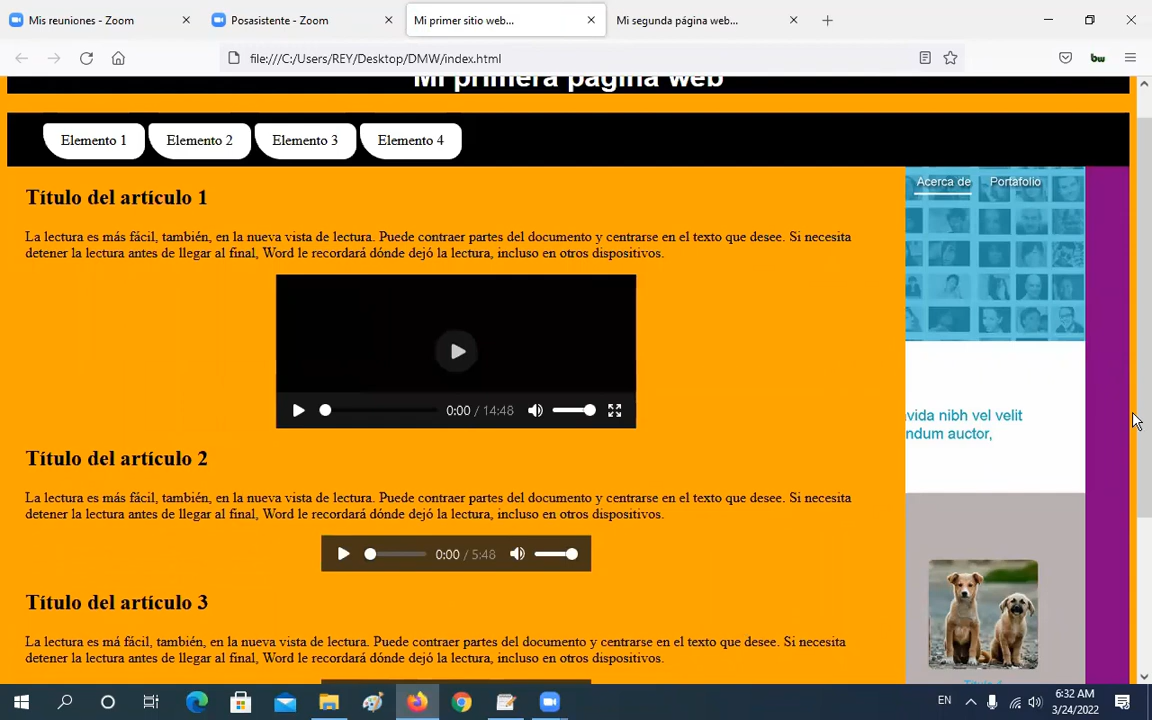 Mis reuniones - Zoom
Posasistente - Zoom
Mi primer sitio web...
Mi segunda página web...
file:///C:/Users/REY/Desktop/DMW/index.html
bw
Mi primera página web
Elemento 1
Elemento 2
Elemento 3
Elemento 4
Acerca de
Portafolio
Título del artículo 1
La lectura es más fácil, también, en la nueva vista de lectura. Puede contraer partes del documento y centrarse en el texto que desee. Si necesita
detener la lectura antes de llegar al final, Word le recordará dónde dejó la lectura, incluso en otros dispositivos.
0:00 / 14:48
evida nibh vel velit
ndum auctor,
Título del artículo 2
La lectura es más fácil, también, en la nueva vista de lectura. Puede contraer partes del documento y centrarse en el texto que desee. Si necesita
detener la lectura antes de llegar al final, Word le recordará dónde dejó la lectura, incluso en otros dispositivos.
0:00 / 5:48
Título del artículo 3
La lectura es má fácil, también, en la nueva vista de lectura. Puede contraer partes del documento y centrarse en el texto que desee. Si necesita
detener la lectura antes de llegar al final, Word le recordará dónde dejó la lectura, incluso en otros dispositivos.
EN
6:32 AM
3/24/2022